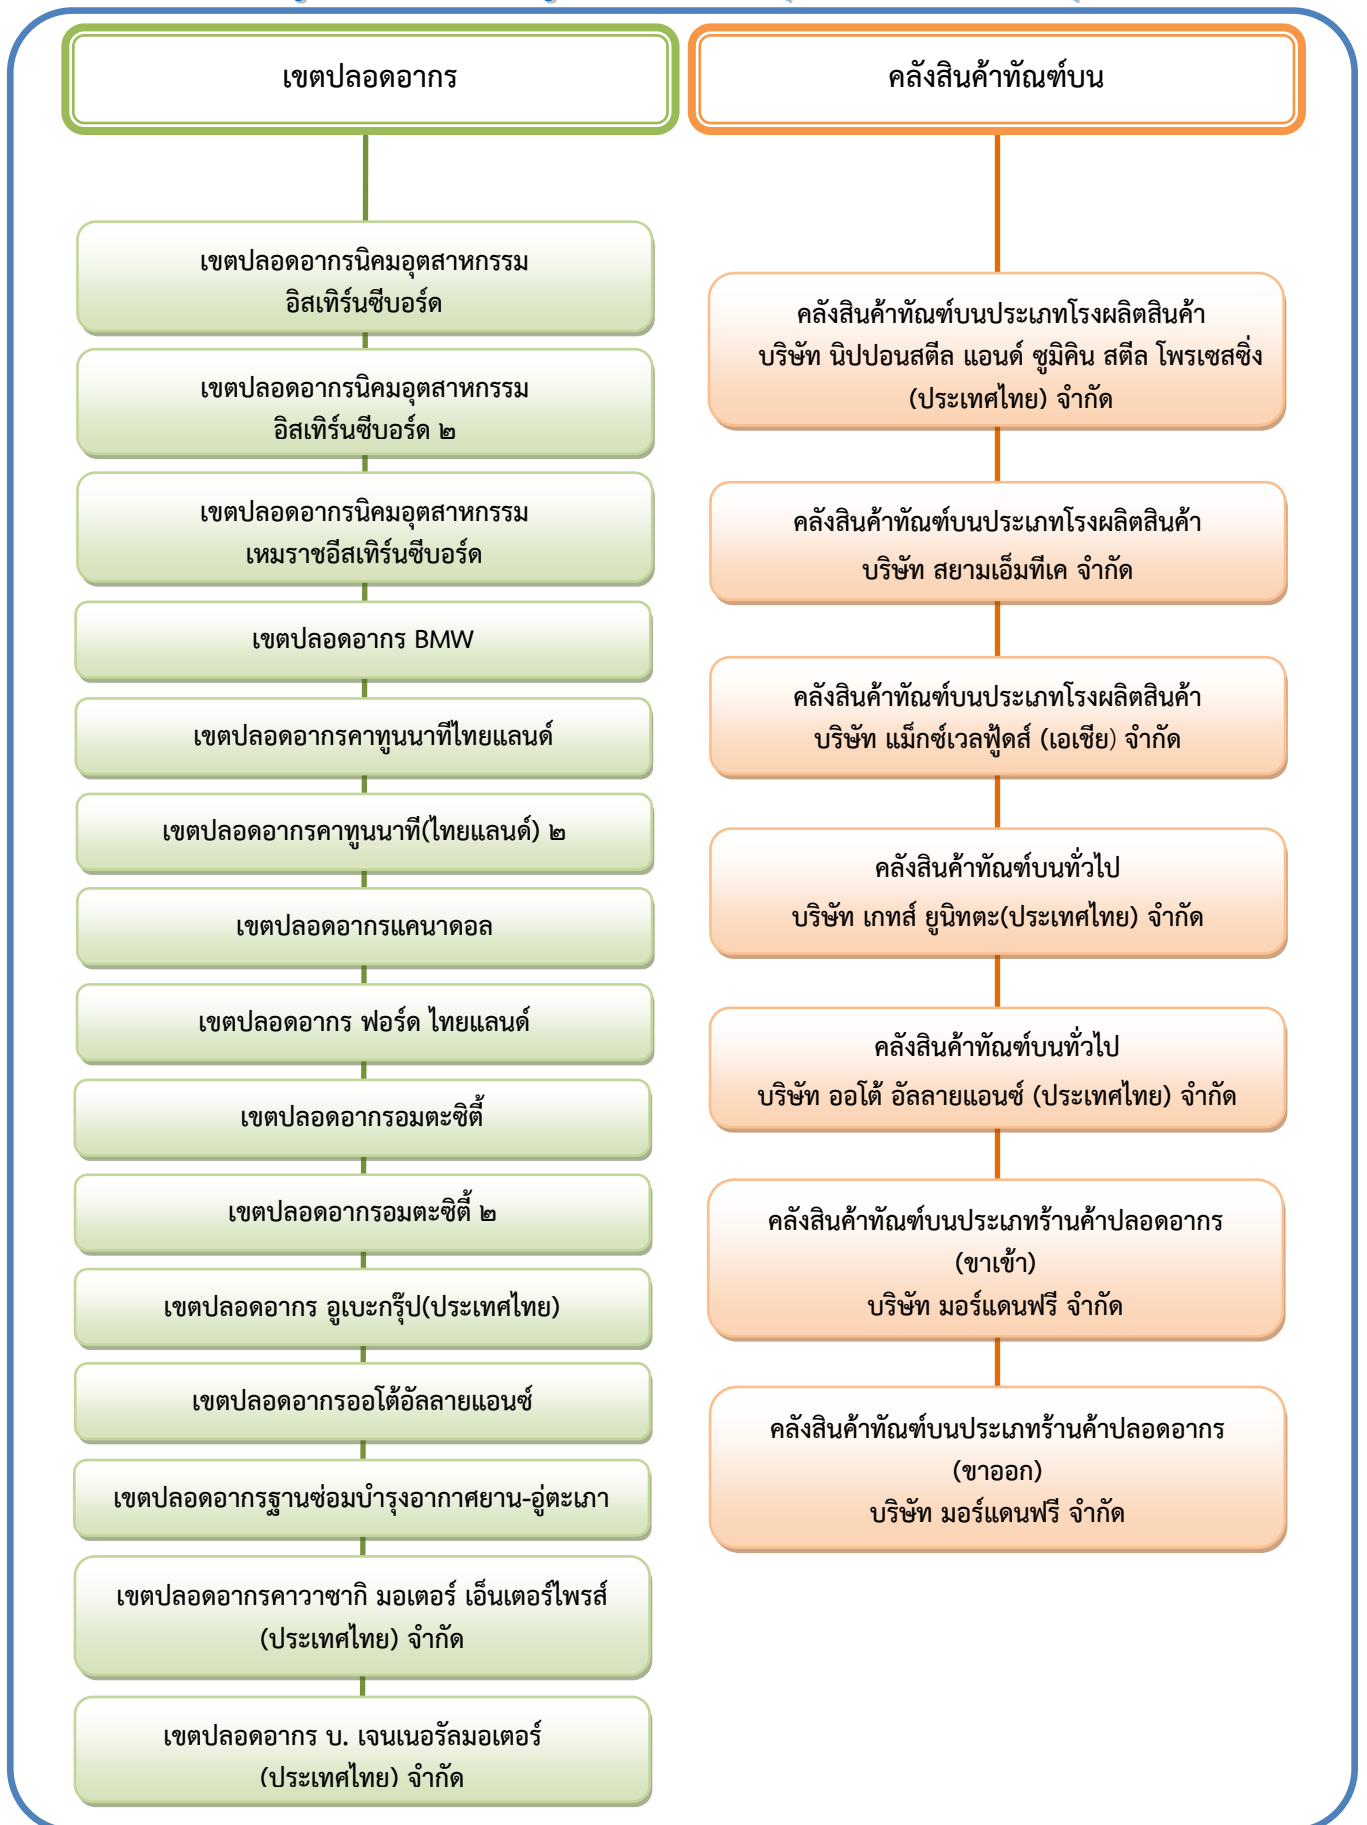 เขตปลอดอากร
เขตปลอดอากรนิคมอุตสาหกรรม
อิสเทิร์นซีบอร์ด
เขตปลอดอากรนิคมอุตสาหกรรม
อิสเทิร์นซีบอร์ด ๒
เขตปลอดอากรนิคมอุตสาหกรรม
เหมราชอีสเทิร์นซีบอร์ด
เขตปลอดอากร BMW
เขตปลอดอากรคาทูนนาทีไทยแลนด์
เขตปลอดอากรคาทูนนาที(ไทยแลนด์) ๒
เขตปลอดอากรแคนาดอล
เขตปลอดอากร ฟอร์ด ไทยแลนด์
เขตปลอดอากรอมตะซิตี้
เขตปลอดอากรอมตะซิตี้ ๒
เขตปลอดอากร อูเบะกรุ๊ป(ประเทศไทย)
เขตปลอดอากรออโต้อัลลายแอนซ์
เขตปลอดอากรฐานซ่อมบำรุงอากาศยาน-อู่ตะเภา
เขตปลอดอากรคาวาซากิ มอเตอร์ เอ็นเตอร์ไพรส์
(ประเทศไทย) จำกัด
เขตปลอดอากร บ. เจนเนอรัลมอเตอร์
(ประเทศไทย) จำกัด
คลังสินค้าทัณฑ์บน
คลังสินค้าทัณฑ์บนประเภทโรงผลิตสินค้า
บริษัท นิปปอนสตีล แอนด์ ซูมิคิน สตีล โพรเซสซิ่ง
(ประเทศไทย) จำกัด
คลังสินค้าทัณฑ์บนประเภทโรงผลิตสินค้า
บริษัท สยามเอ็มทีเค จำกัด
คลังสินค้าทัณฑ์บนประเภทโรงผลิตสินค้า
บริษัท แม็กซ์เวลฟู้ดส์ (เอเชีย) จำกัด
คลังสินค้าทัณฑ์บนทั่วไป
บริษัท เกทส์ ยูนิทตะ(ประเทศไทย) จำกัด
คลังสินค้าทัณฑ์บนทั่วไป
บริษัท ออโต้ อัลลายแอนซ์ (ประเทศไทย) จำกัด
คลังสินค้าทัณฑ์บนประเภทร้านค้าปลอดอากร
(ขาเข้า)
บริษัท มอร์แดนฟรี จำกัด
คลังสินค้าทัณฑ์บนประเภทร้านค้าปลอดอากร
(ขาออก)
บริษัท มอร์แดนฟรี จำกัด